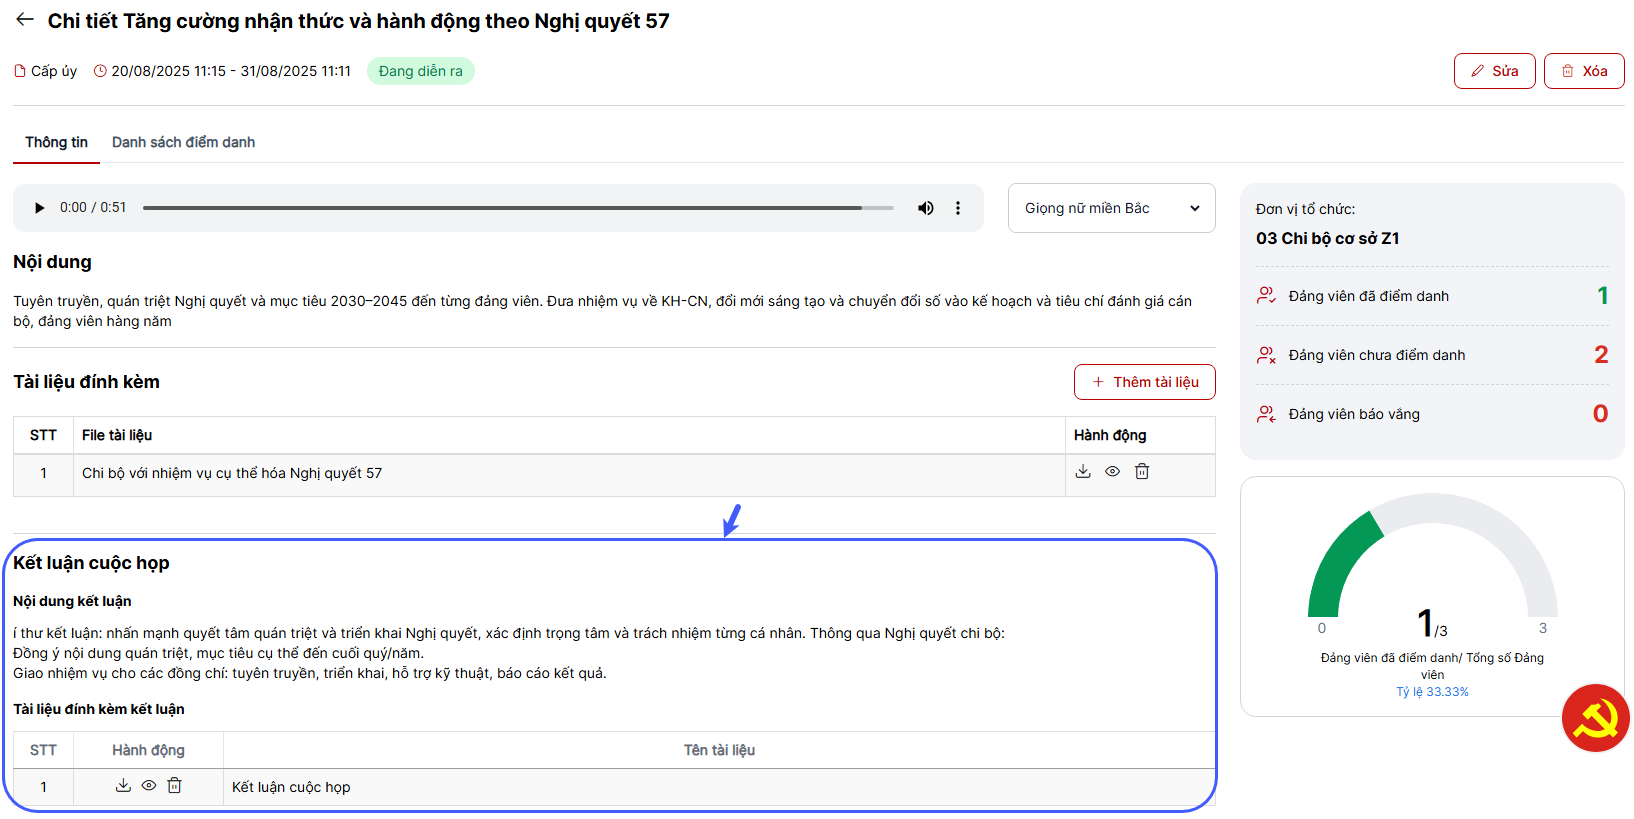 Chi tiết Tăng cường nhận thức và hành động theo Nghị quyết 57
Cấp ủy 20/08/2025 11:15 - 31/08/2025 11:11 Đang diễn ra
Sửa Xóa
Thông tin Danh sách điểm danh
0:00 / 0:51
Giọng nữ miền Bắc
Nội dung
Tuyên truyền, quán triệt Nghị quyết và mục tiêu 2030–2045 đến từng đảng viên. Đưa nhiệm vụ về KH-CN, đổi mới sáng tạo và chuyển đổi số vào kế hoạch và tiêu chí đánh giá cán
bộ, đảng viên hàng năm
Tài liệu đính kèm
Thêm tài liệu
STT File tài liệu Hành động
1 Chi bộ với nhiệm vụ cụ thể hóa Nghị quyết 57
Kết luận cuộc họp
Nội dung kết luận
í thư kết luận: nhấn mạnh quyết tâm quán triệt và triển khai Nghị quyết, xác định trọng tâm và trách nhiệm từng cá nhân. Thông qua Nghị quyết chi bộ:
Đồng ý nội dung quán triệt, mục tiêu cụ thể đến cuối quý/năm.
Giao nhiệm vụ cho các đồng chí: tuyên truyền, triển khai, hỗ trợ kỹ thuật, báo cáo kết quả.
Tài liệu đính kèm kết luận
STT Hành động Tên tài liệu
1 Kết luận cuộc họp
Đơn vị tổ chức:
03 Chi bộ cơ sở Z1
Đảng viên đã điểm danh 1
Đảng viên chưa điểm danh 2
Đảng viên báo vắng 0
0 1/3 3
Đảng viên đã điểm danh/ Tổng số Đảng
viên
Tỷ lệ 33.33%